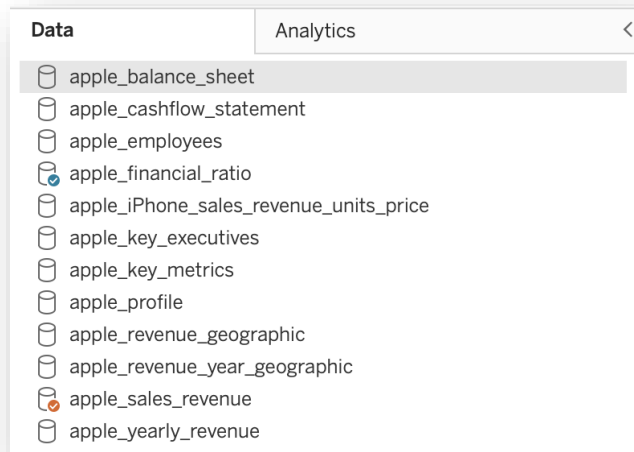 Data Analytics
apple_balance_sheet
apple_cashflow_statement
apple_employees
apple_financial_ratio
apple_iPhone_sales_revenue_units_price
apple_key_executives
apple_key_metrics
apple_profile
apple_revenue_geographic
apple_revenue_year_geographic
apple_sales_revenue
apple_yearly_revenue